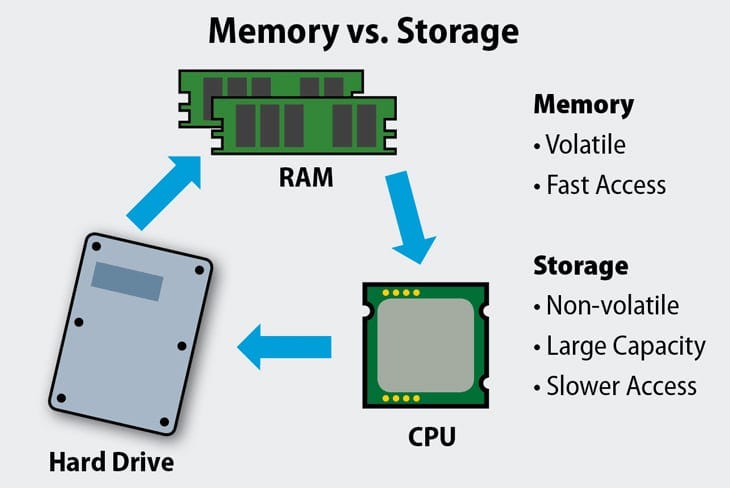 Memory vs. Storage
RAM
Hard Drive
CPU
Memory
• Volatile
• Fast Access
Storage
• Non-volatile
• Large Capacity
• Slower Access